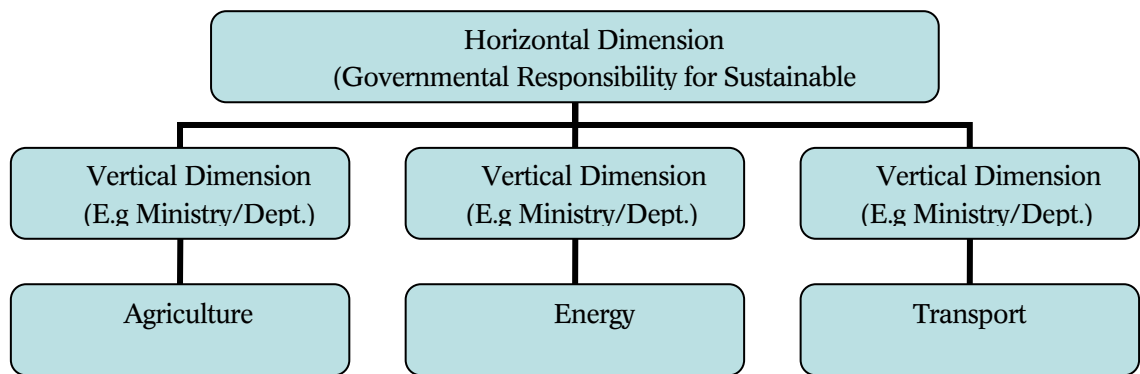 Horizontal Dimension
(Governmental Responsibility for Sustainable
Vertical Dimension
(E.g Ministry/Dept.)
Vertical Dimension
(E.g Ministry/Dept.)
Vertical Dimension
(E.g Ministry/Dept.)
Agriculture
Energy
Transport